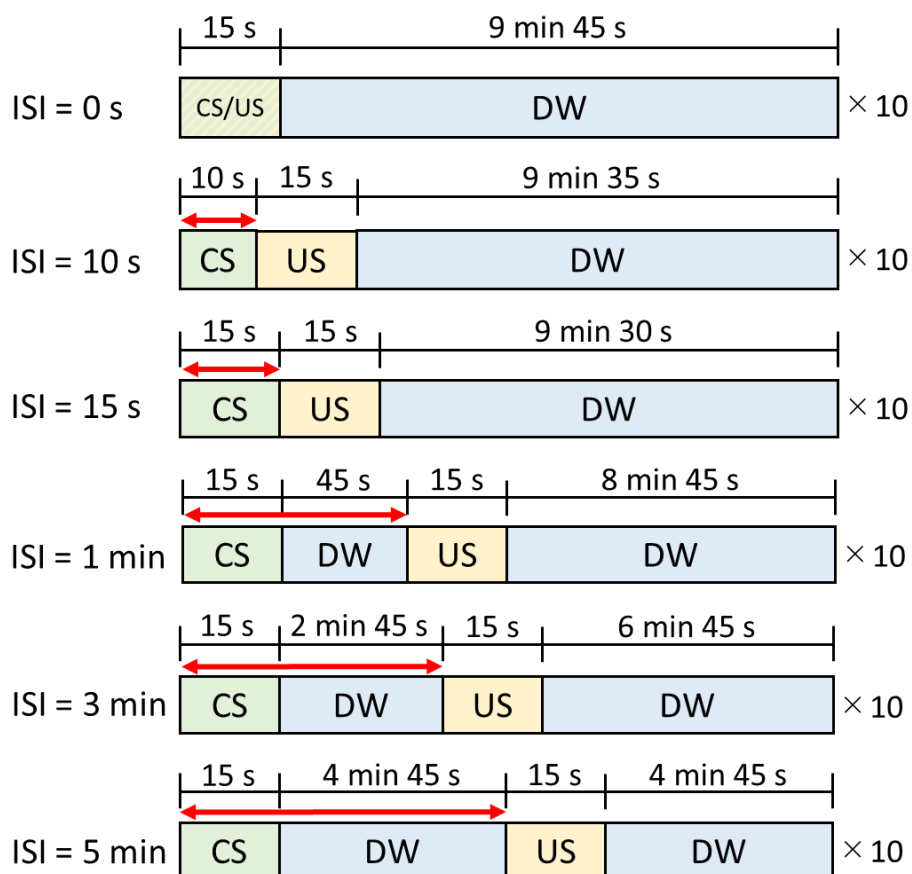 15 s 9 min 45 s
ISI = 0 s CS/US DW × 10
10 s 15 s 9 min 35 s
ISI = 10 s CS US DW × 10
15 s 15 s 9 min 30 s
ISI = 15 s CS US DW × 10
15 s 45 s 15 s 8 min 45 s
ISI = 1 min CS DW US DW × 10
15 s 2 min 45 s 15 s 6 min 45 s
ISI = 3 min CS DW US DW × 10
15 s 4 min 45 s 15 s 4 min 45 s
ISI = 5 min CS DW US DW × 10